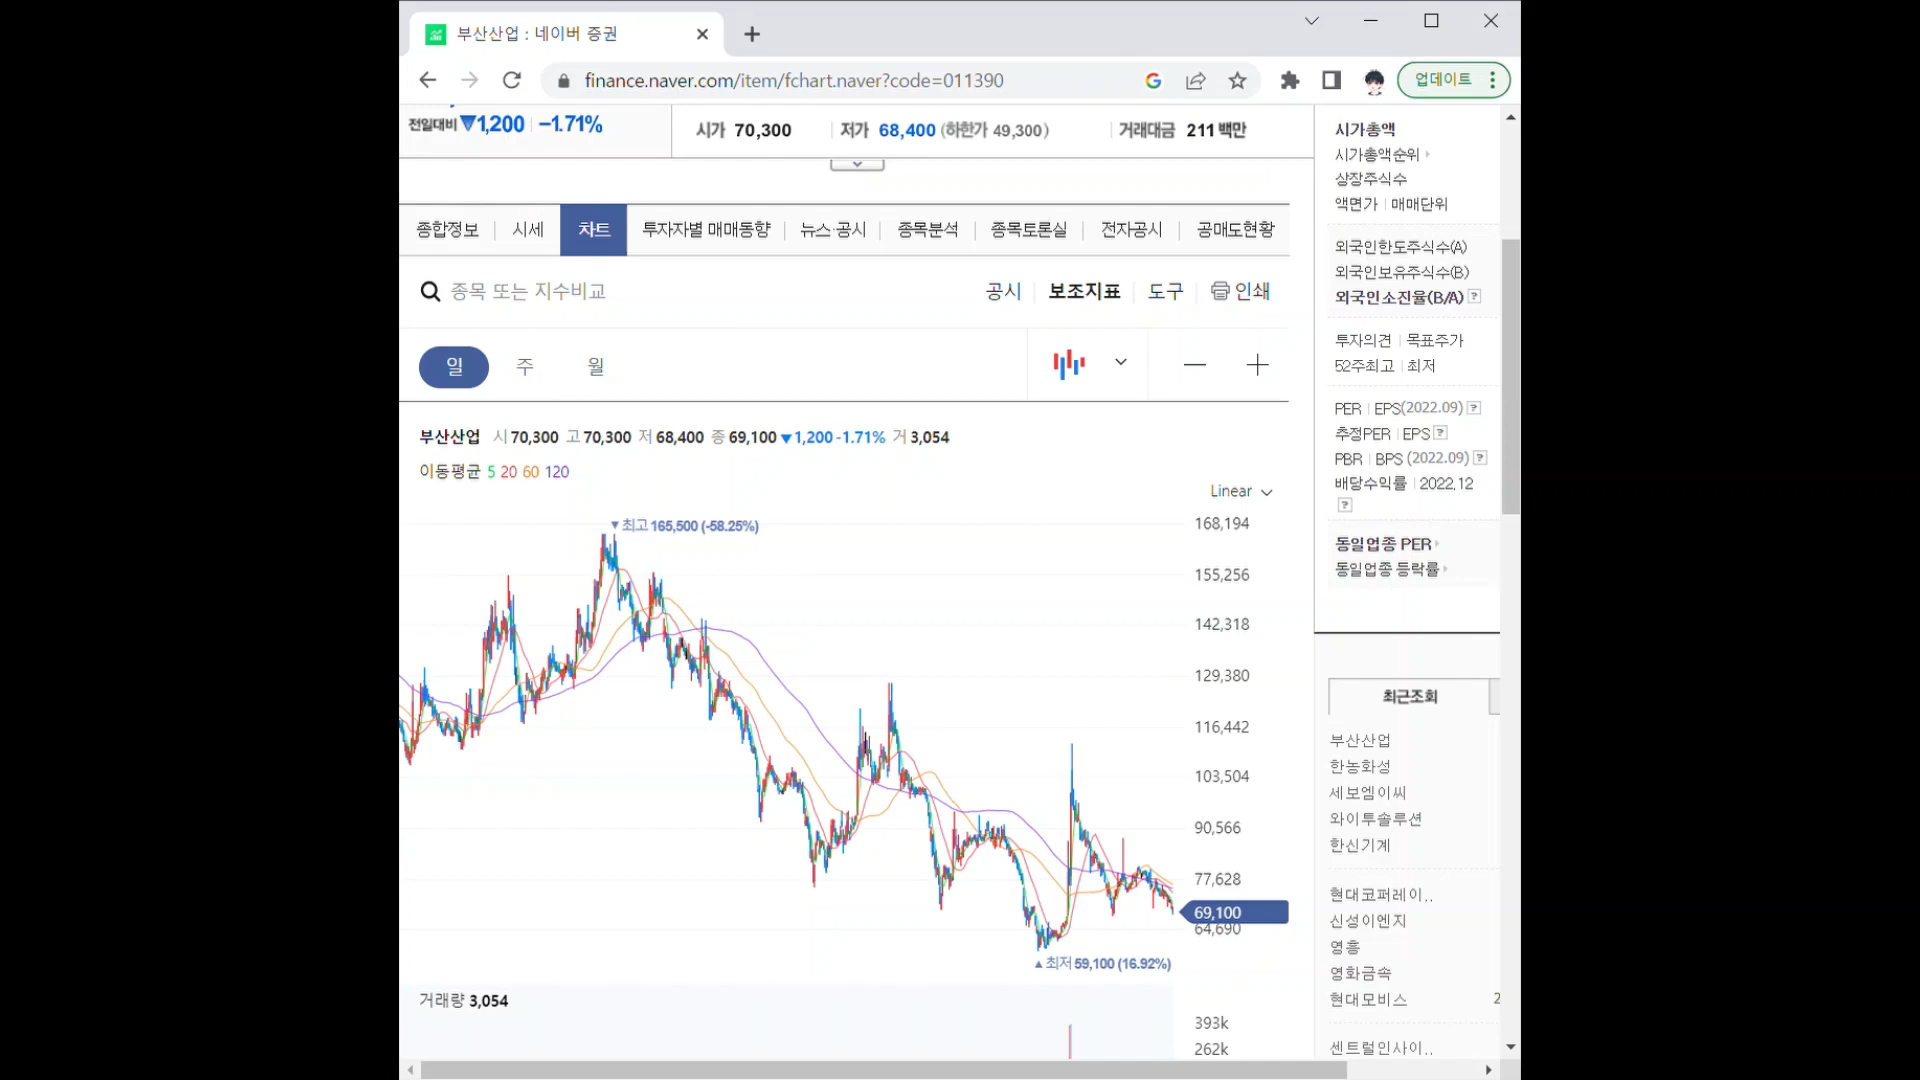 부산산업 : 네이버 증권
finance.naver.com/item/fchart.naver?code=011390
업데이트
전일대비 ▼1,200 -1.71%
시가 70,300
저가 68,400 (하한가 49,300)
거래대금 211 백만
종합정보 시세 차트 투자자별 매매동향 뉴스·공시 종목분석 종목토론실 전자공시 공매도현황
종목 또는 지수비교
공시 보조지표 도구 인쇄
일 주 월
부산산업 시 70,300 고 70,300 저 68,400 종 69,100 ▼1,200 -1.71% 거 3,054
이동평균 5 20 60 120
Linear
▼최고 165,500 (-58.25%)
168,194
155,256
142,318
129,380
116,442
103,504
90,566
77,628
69,100
64,690
▲최저 59,100 (16.92%)
거래량 3,054
393k
262k
시가총액
시가총액순위
상장주식수
액면가 매매단위
외국인한도주식수(A)
외국인보유주식수(B)
외국인소진율(B/A) ?
투자의견 목표주가
52주최고 최저
PER EPS(2022.09) ?
추정PER EPS ?
PBR BPS (2022.09) ?
배당수익률 2022.12
?
동일업종 PER
동일업종 등락률
최근조회
부산산업
한농화성
세보엠이씨
와이투솔루션
한신기계
현대코퍼레이..
신성이엔지
영흥
영화금속
현대모비스 2
센트럴인사이..